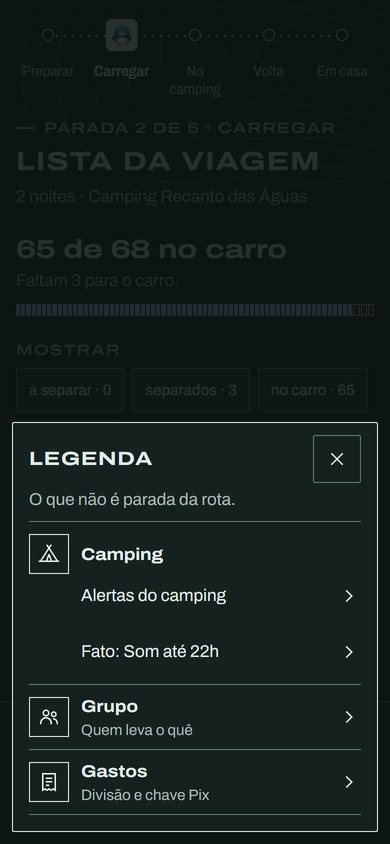 Preparar
Carregar
No
camping
Volta
Em casa
— PARADA 2 DE 5 · CARREGAR
LISTA DA VIAGEM
2 noites · Camping Recanto das Águas
65 de 68 no carro
Faltam 3 para o carro.
MOSTRAR
a separar · 0
separados · 3
no carro · 65
LEGENDA
O que não é parada da rota.
Camping
Alertas do camping
Fato: Som até 22h
Grupo
Quem leva o quê
Gastos
Divisão e chave Pix